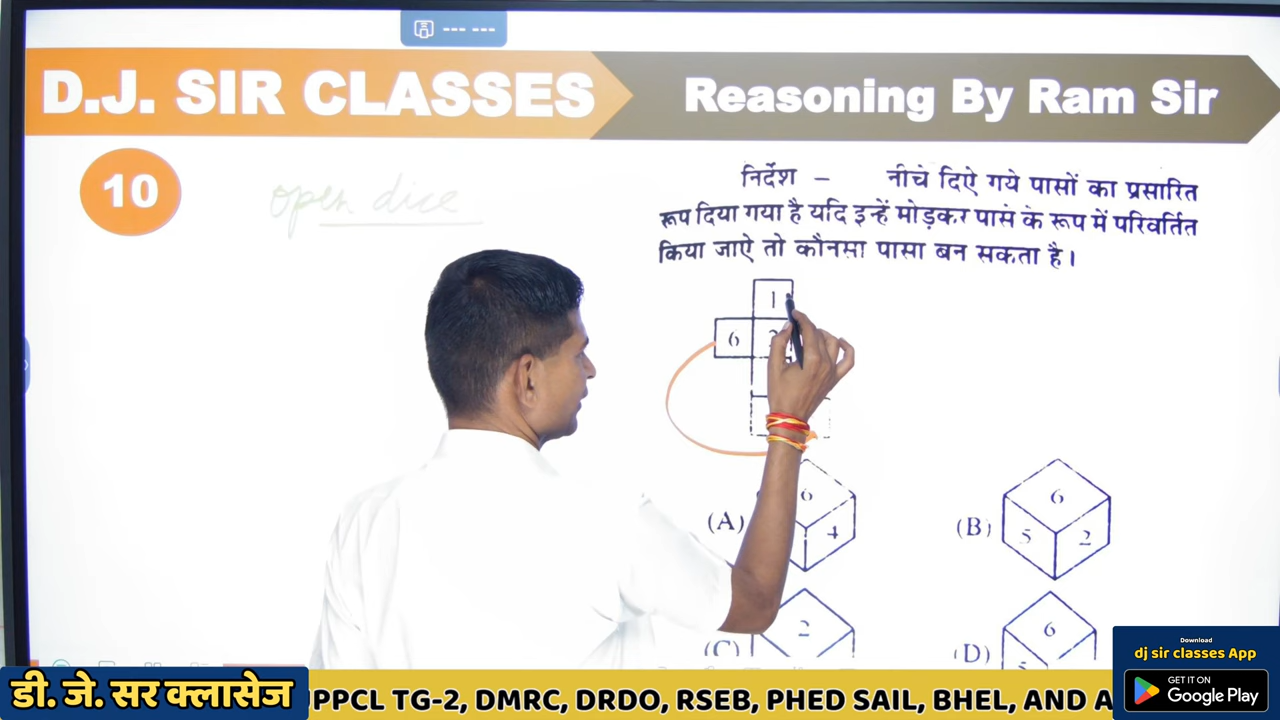 D.J. SIR CLASSES
Reasoning By Ram Sir
10
open dice
निर्देश – नीचे दिऐ गये पासों का प्रसारित
रूप दिया गया है यदि इन्हें मोड़कर पासे के रूप में परिवर्तित
किया जाऐ तो कौनसा पासा बन सकता है।
1
6
(A) 6 4
(B) 6 5 2
(C) 2
(D) 6
डी. जे. सर क्लासेज
JPPCL TG-2, DMRC, DRDO, RSEB, PHED SAIL, BHEL, AND A
Download
dj sir classes App
GET IT ON
Google Play